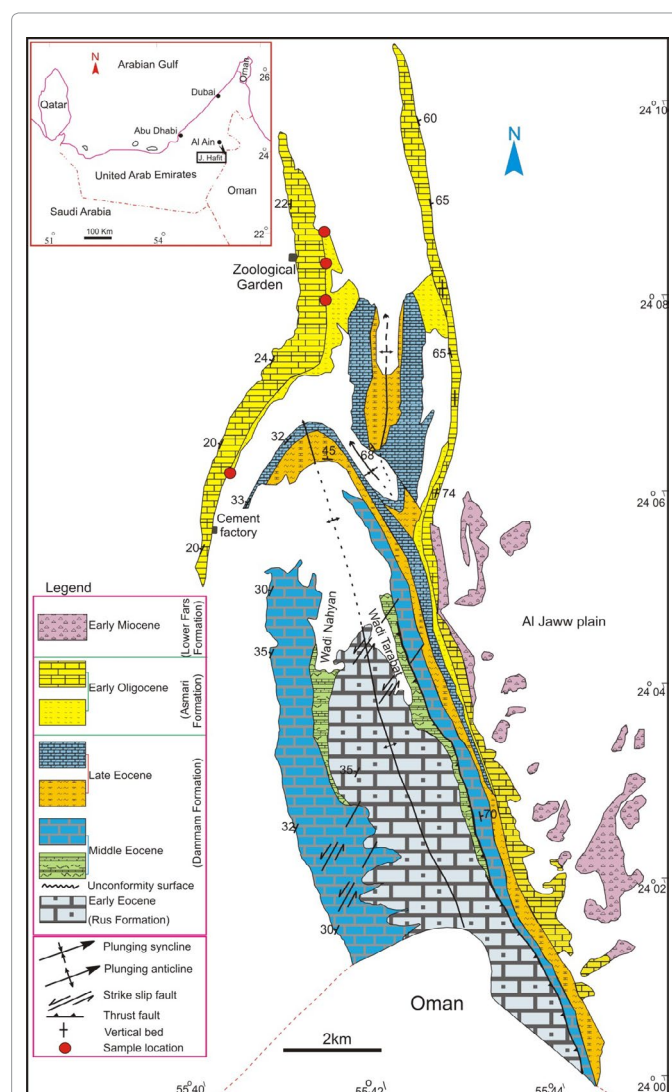 N
Arabian Gulf
Oman
26
Qatar
Dubai
Abu Dhabi
Al Ain
24
J. Hafit
United Arab Emirates
Oman
Saudi Arabia
22
51
100 Km
54
24° 10
60
N
22
65
Zoological
Garden
24° 08
24
65
20
32
45
68
33
74
24° 06
Cement
factory
20
30
Wadi Nahyan
Wadi Tarabat
Al Jaww plain
35
24° 04
35
32
70
24° 02
30
Oman
2km
24° 00
55° 40
55° 42
55° 44
Legend
Early Miocene
(Lower Fars
Formation)
Early Oligocene
(Asmari
Formation)
Late Eocene
Middle Eocene
(Dammam Formation)
Unconformity surface
Early Eocene
(Rus Formation)
Plunging syncline
Plunging anticline
Strike slip fault
Thrust fault
Vertical bed
Sample location